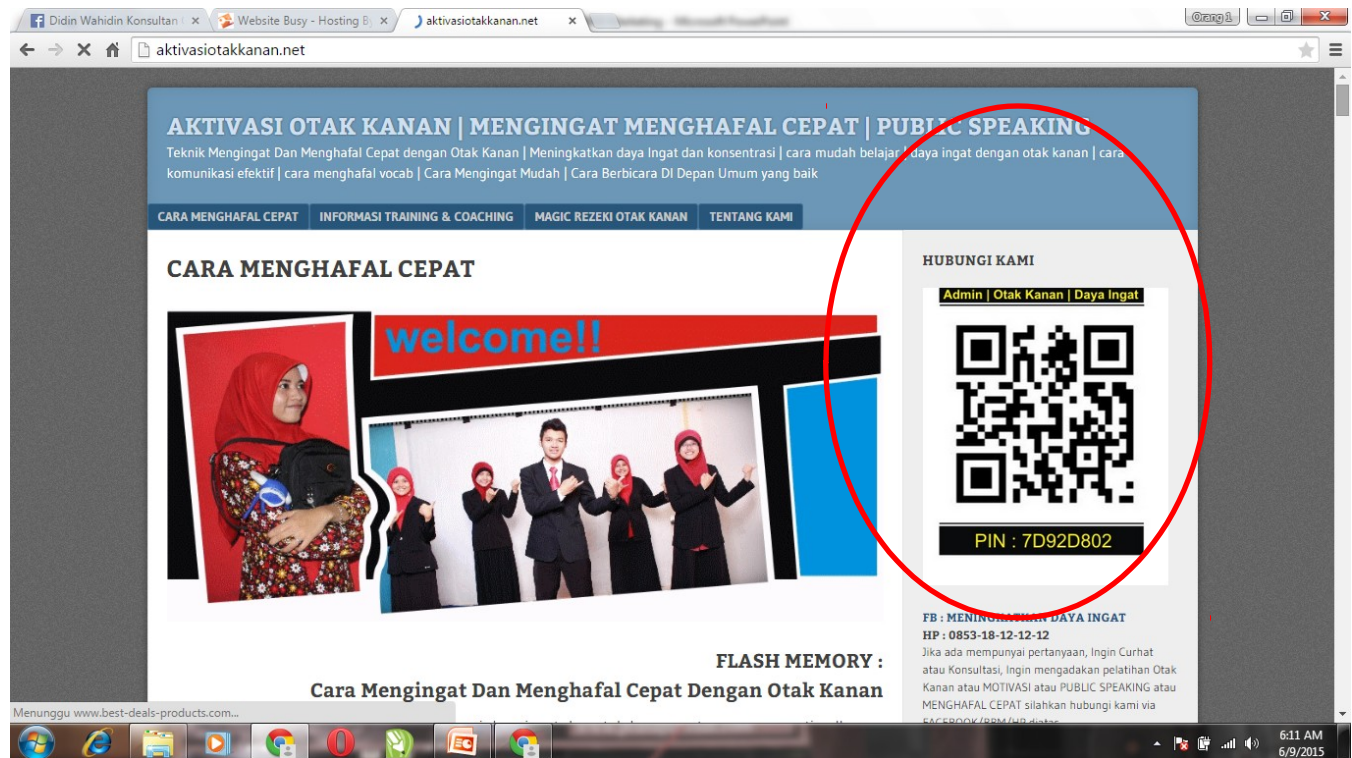 Didin Wahidin Konsultan
Website Busy - Hosting B
aktivasiotakkanan.net
Orang 1
aktivasiotakkanan.net
AKTIVASI OTAK KANAN | MENGINGAT MENGHAFAL CEPAT | PUBLIC SPEAKING
Teknik Mengingat Dan Menghafal Cepat dengan Otak Kanan | Meningkatkan daya Ingat dan konsentrasi | cara mudah belajar | daya ingat dengan otak kanan | cara
komunikasi efektif | cara menghafal vocab | Cara Mengingat Mudah | Cara Berbicara DI Depan Umum yang baik
CARA MENGHAFAL CEPAT INFORMASI TRAINING & COACHING MAGIC REZEKI OTAK KANAN TENTANG KAMI
CARA MENGHAFAL CEPAT
welcome!!
FLASH MEMORY :
Cara Mengingat Dan Menghafal Cepat Dengan Otak Kanan
HUBUNGI KAMI
Admin | Otak Kanan | Daya Ingat
PIN : 7D92D802
FB : MENINGKATKAN DAYA INGAT
HP : 0853-18-12-12-12
Jika ada mempunyai pertanyaan, Ingin Curhat
atau Konsultasi, Ingin mengadakan pelatihan Otak
Kanan atau MOTIVASI atau PUBLIC SPEAKING atau
MENGHAFAL CEPAT silahkan hubungi kami via
FACEBOOK/BBM/HP diatas
Menunggu www.best-deals-products.com...
6:11 AM
6/9/2015